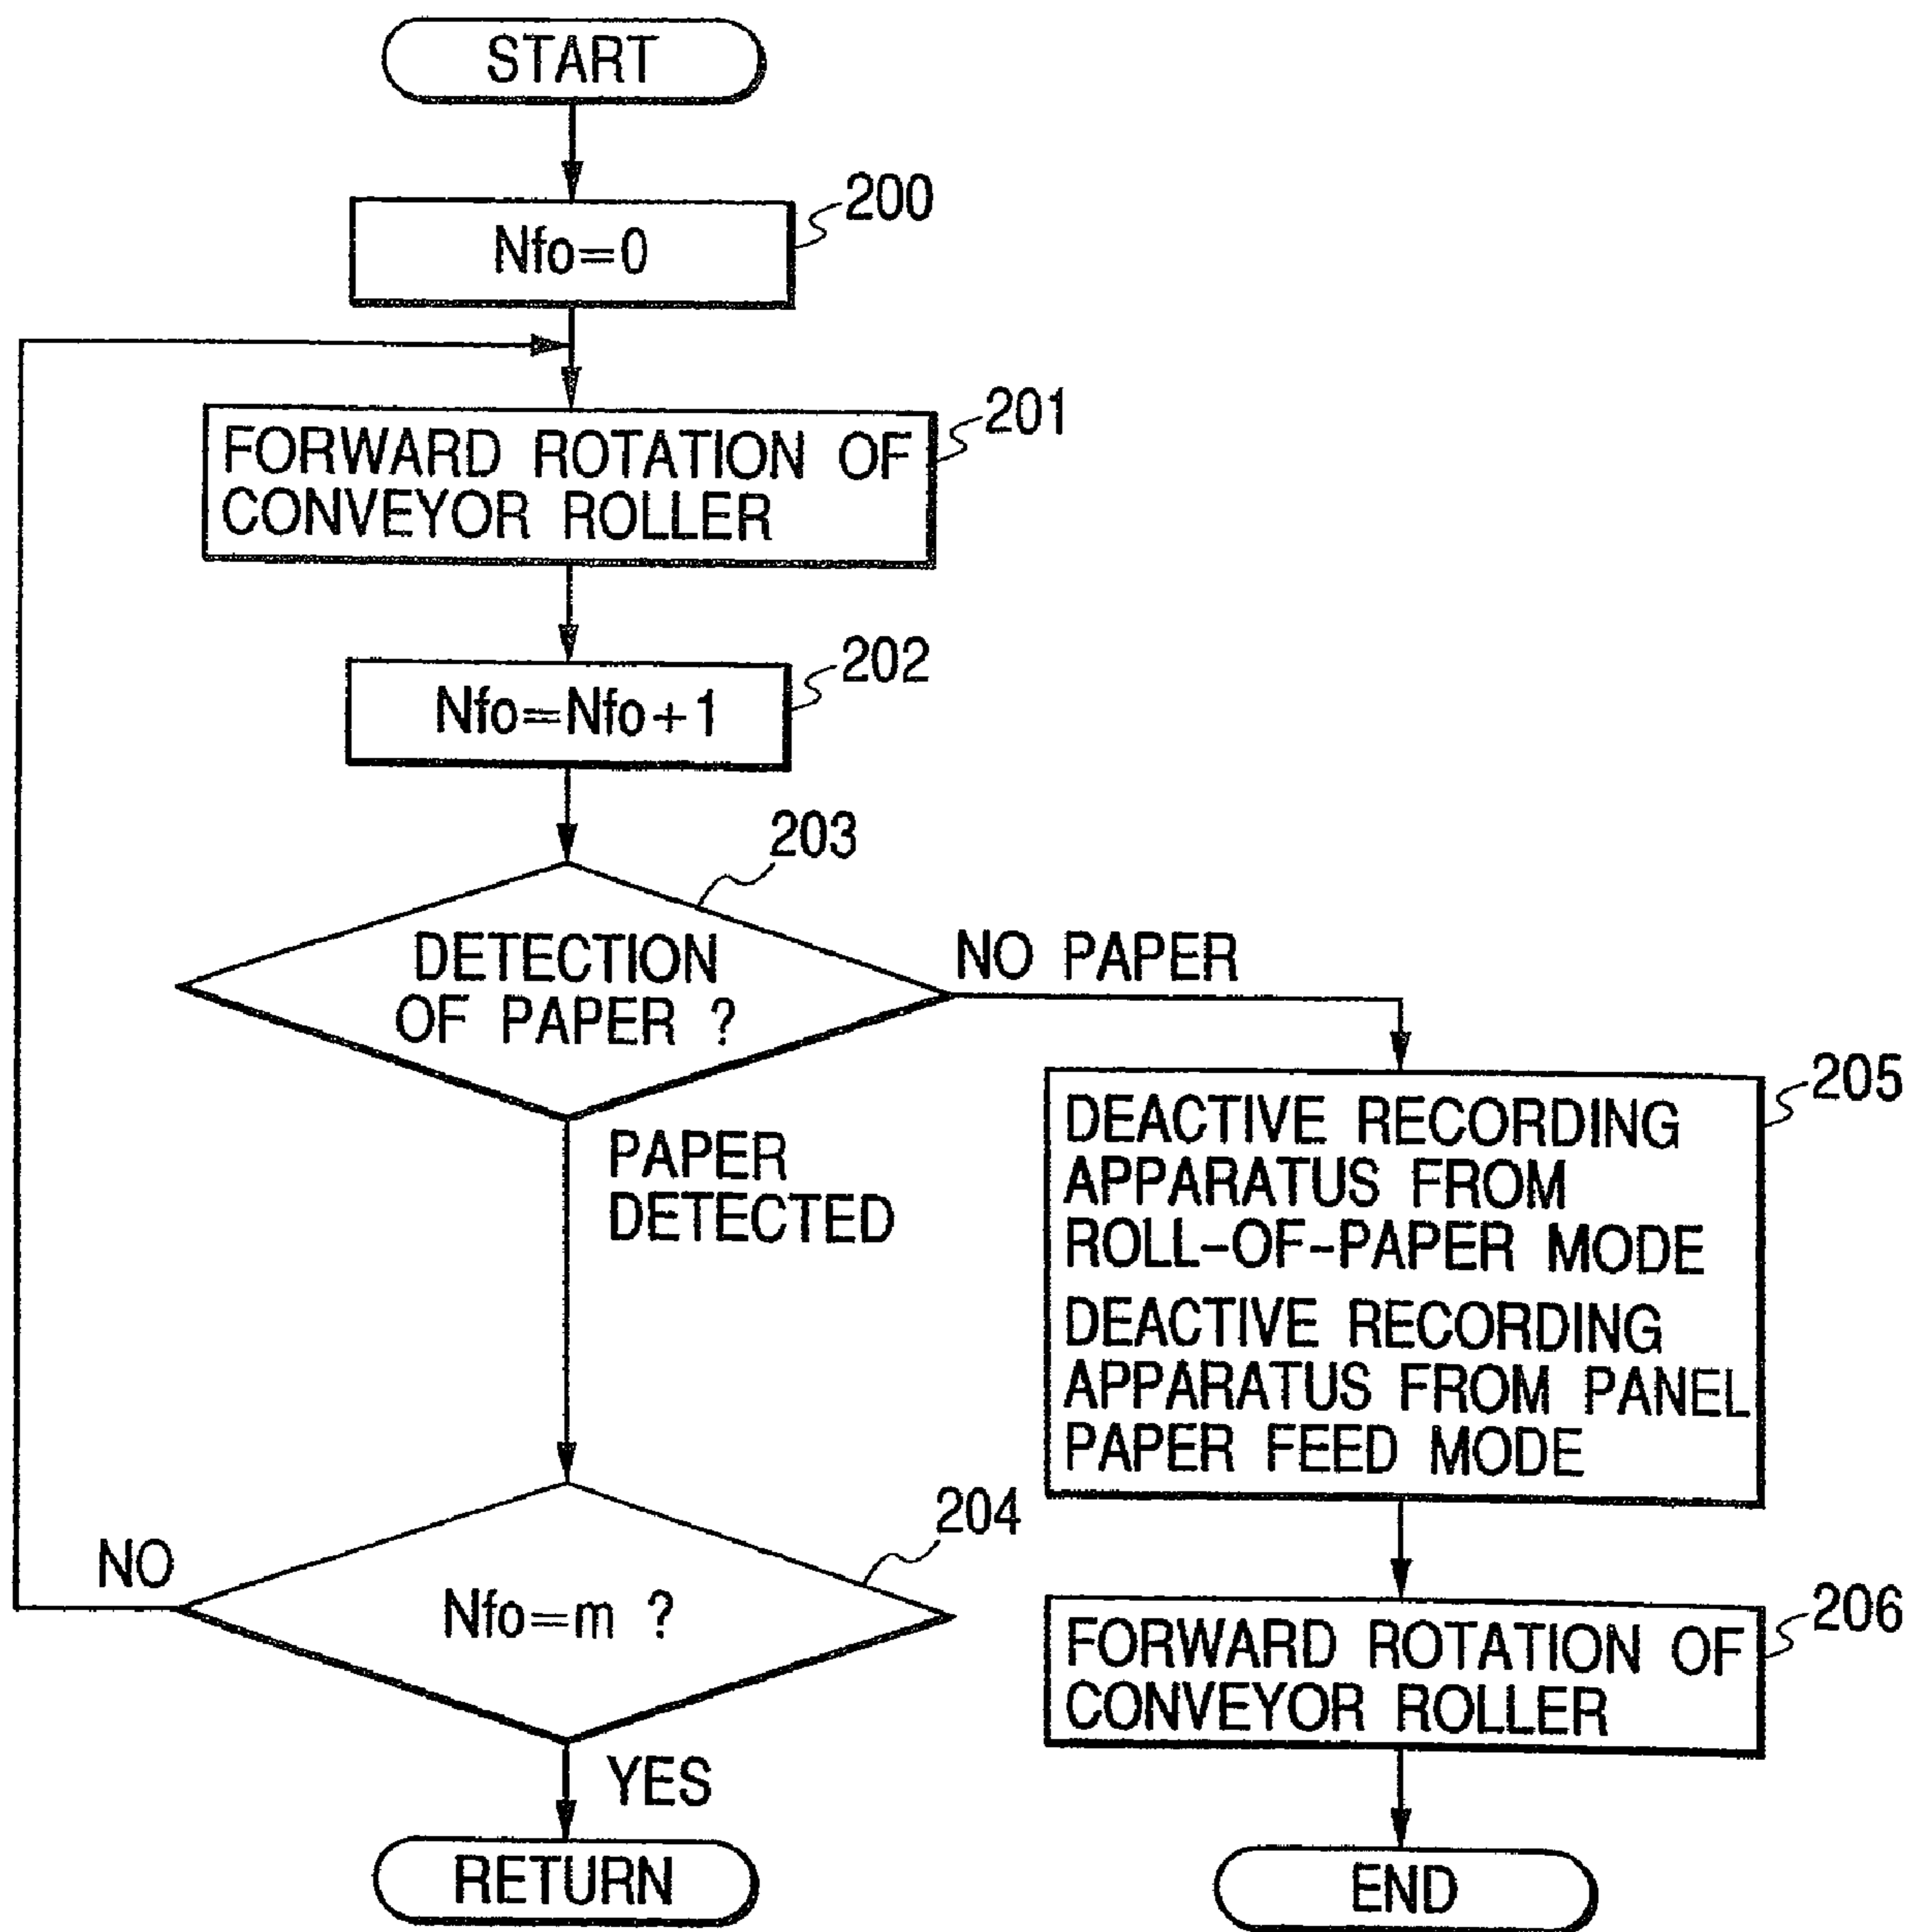 START
200
Nfo=0
201
FORWARD ROTATION OF
CONVEYOR ROLLER
202
Nfo=Nfo+1
203
DETECTION
OF PAPER ?
NO PAPER
PAPER
DETECTED
205
DEACTIVE RECORDING
APPARATUS FROM
ROLL-OF-PAPER MODE
DEACTIVE RECORDING
APPARATUS FROM PANEL
PAPER FEED MODE
204
NO
Nfo=m ?
YES
206
FORWARD ROTATION OF
CONVEYOR ROLLER
RETURN
END